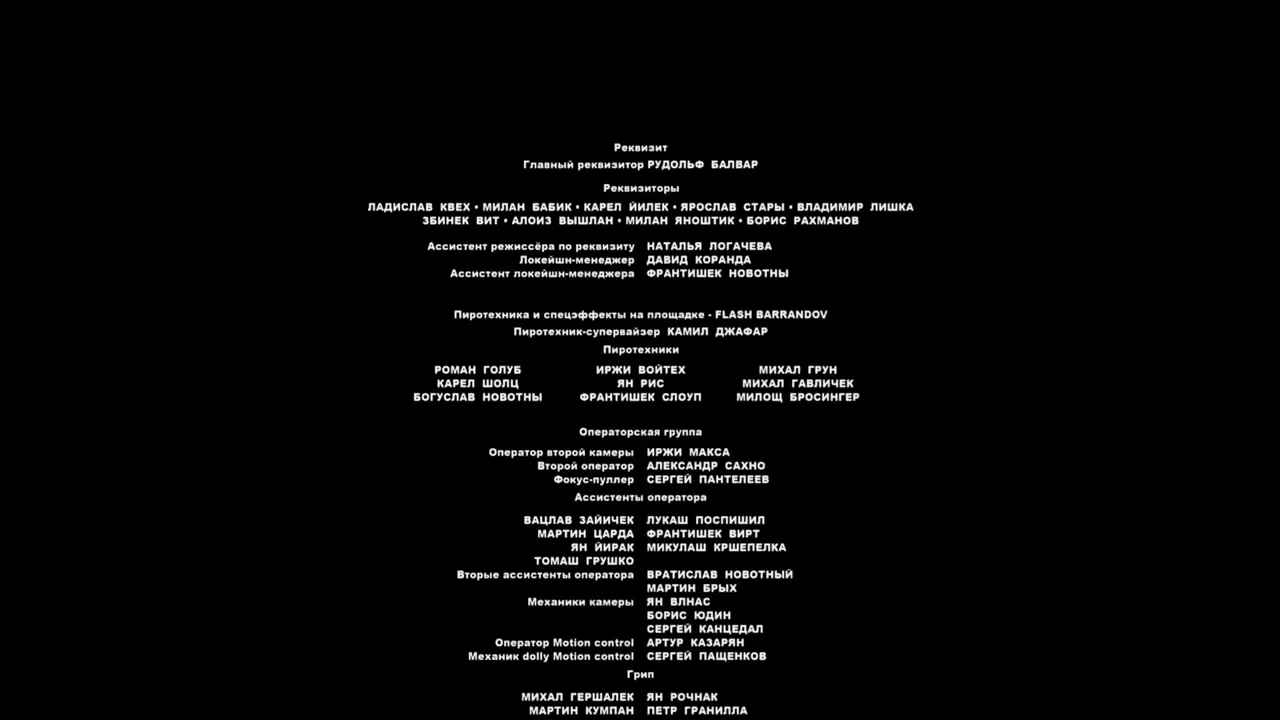 Реквизит
Главный реквизитор РУДОЛЬФ БАЛВАР
Реквизиторы
ЛАДИСЛАВ КВЕХ • МИЛАН БАБИК • КАРЕЛ ЙИЛЕК • ЯРОСЛАВ СТАРЫ • ВЛАДИМИР ЛИШКА
ЗБИНЕК ВИТ • АЛОИЗ ВЫШЛАН • МИЛАН ЯНОШТИК • БОРИС РАХМАНОВ
Ассистент режиссёра по реквизиту НАТАЛЬЯ ЛОГАЧЕВА
Локейшн-менеджер ДАВИД КОРАНДА
Ассистент локейшн-менеджера ФРАНТИШЕК НОВОТНЫ
Пиротехника и спецэффекты на площадке - FLASH BARRANDOV
Пиротехник-супервайзер КАМИЛ ДЖАФАР
Пиротехники
РОМАН ГОЛУБ ИРЖИ ВОЙТЕХ МИХАЛ ГРУН
КАРЕЛ ШОЛЦ ЯН РИС МИХАЛ ГАВЛИЧЕК
БОГУСЛАВ НОВОТНЫ ФРАНТИШЕК СЛОУП МИЛОЩ БРОСИНГЕР
Операторская группа
Оператор второй камеры ИРЖИ МАКСА
Второй оператор АЛЕКСАНДР САХНО
Фокус-пуллер СЕРГЕЙ ПАНТЕЛЕЕВ
Ассистенты оператора
ВАЦЛАВ ЗАЙИЧЕК ЛУКАШ ПОСПИШИЛ
МАРТИН ЦАРДА ФРАНТИШЕК ВИРТ
ЯН ЙИРАК МИКУЛАШ КРШЕПЕЛКА
ТОМАШ ГРУШКО
Вторые ассистенты оператора ВРАТИСЛАВ НОВОТНЫЙ
МАРТИН БРЫХ
Механики камеры ЯН ВЛНАС
БОРИС ЮДИН
СЕРГЕЙ КАНЦЕДАЛ
Оператор Motion control АРТУР КАЗАРЯН
Механик dolly Motion control СЕРГЕЙ ПАЩЕНКОВ
Грип
МИХАЛ ГЕРШАЛЕК ЯН РОЧНАК
МАРТИН КУМПАН ПЕТР ГРАНИЛЛА